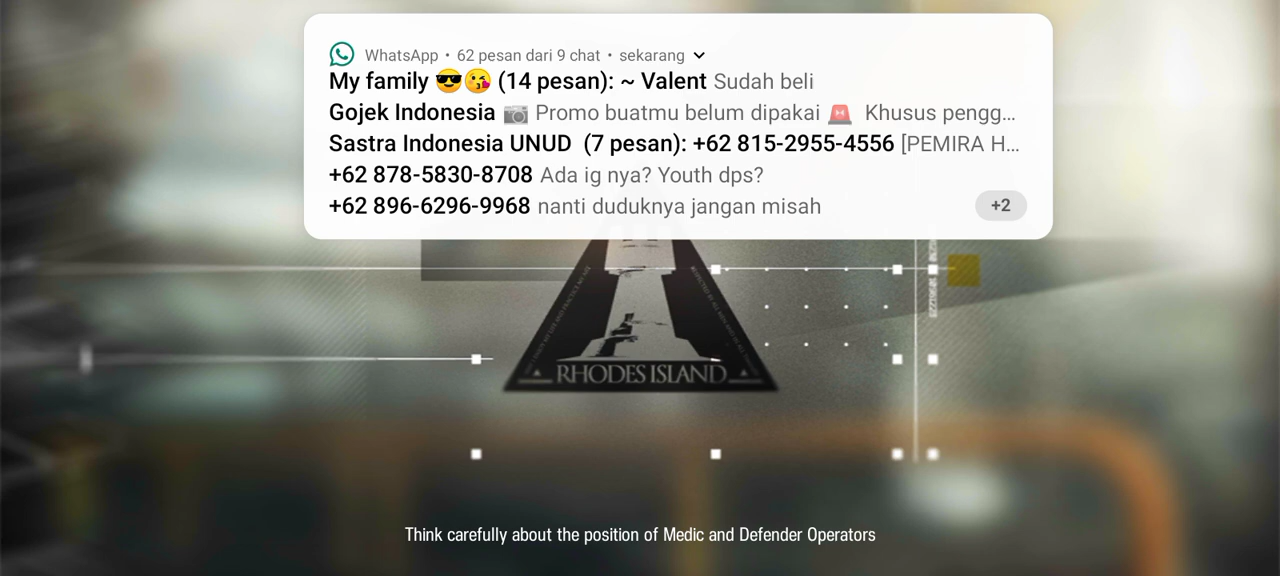 WhatsApp • 62 pesan dari 9 chat • sekarang
My family 😎😘 (14 pesan): ~ Valent Sudah beli
Gojek Indonesia 📷 Promo buatmu belum dipakai 🚨 Khusus pengg...
Sastra Indonesia UNUD (7 pesan): +62 815-2955-4556 [PEMIRA H...
+62 878-5830-8708 Ada ig nya? Youth dps?
+62 896-6296-9968 nanti duduknya jangan misah
+2
RHODES ISLAND
Think carefully about the position of Medic and Defender Operators